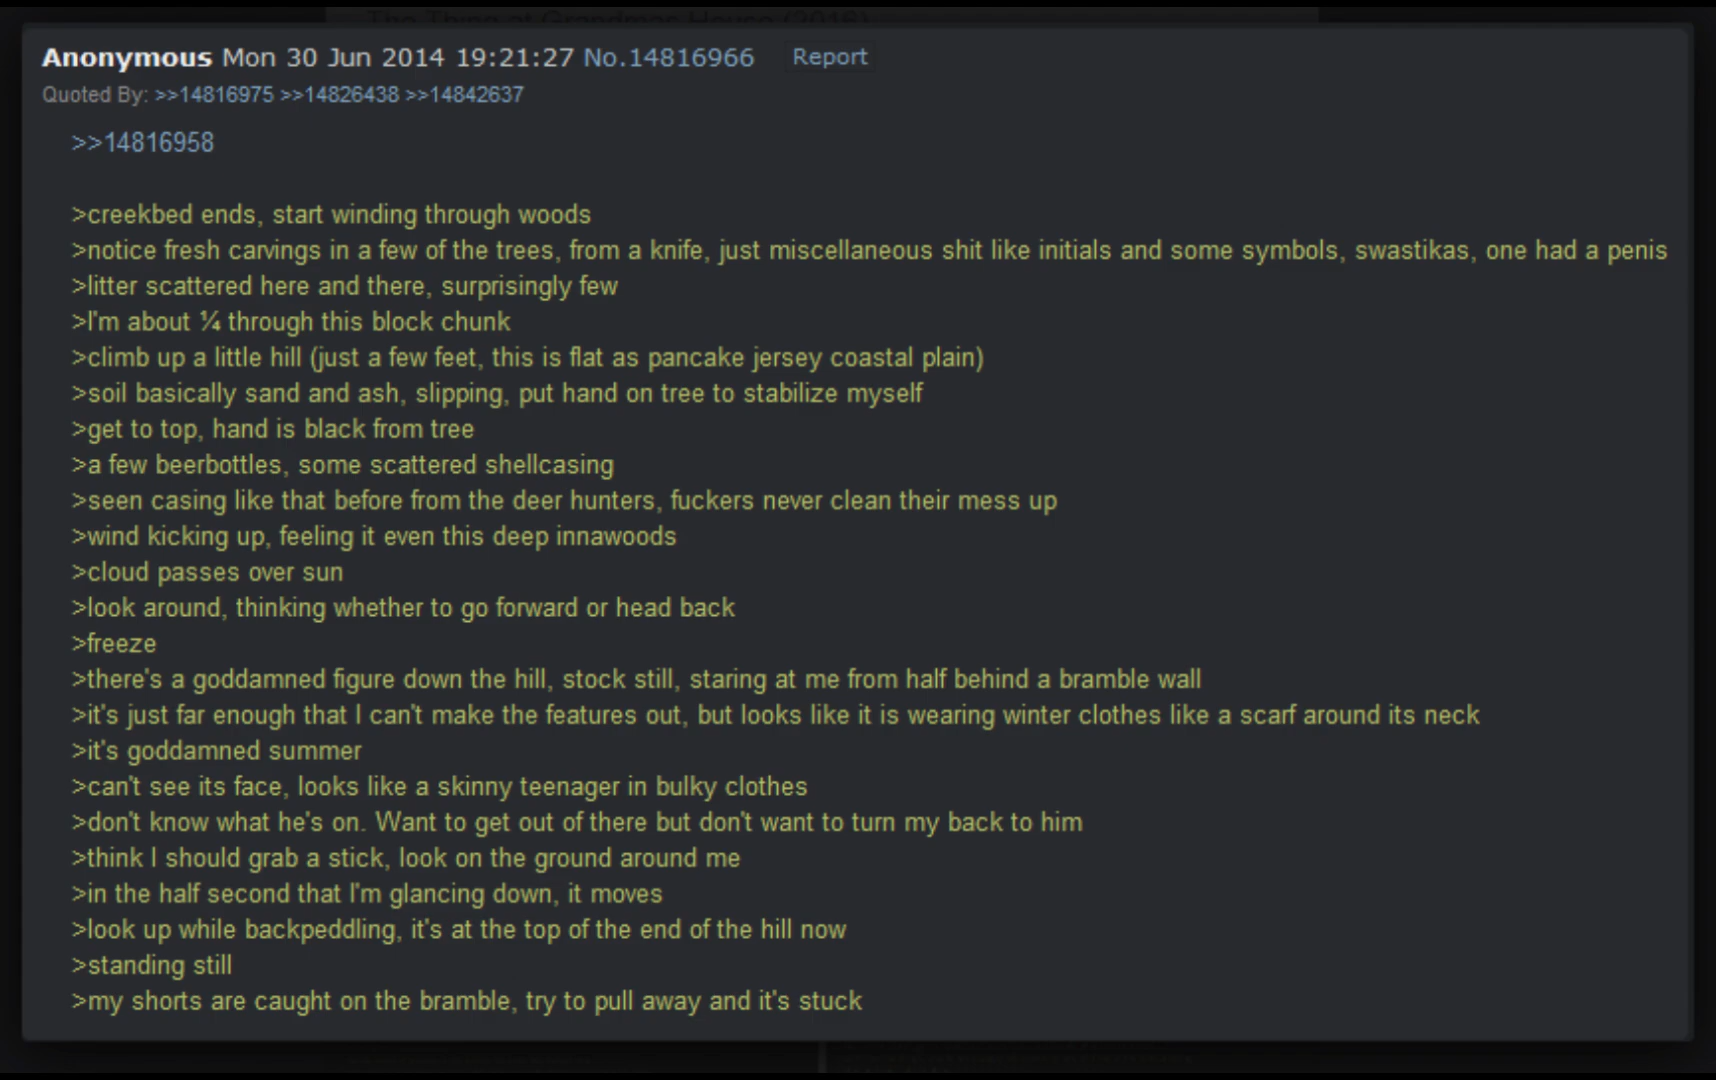 The Thing at Grandmas House (2016)
Anonymous Mon 30 Jun 2014 19:21:27 No.14816966 Report
Quoted By: >>14816975 >>14826438 >>14842637
>>14816958
>creekbed ends, start winding through woods
>notice fresh carvings in a few of the trees, from a knife, just miscellaneous shit like initials and some symbols, swastikas, one had a penis
>litter scattered here and there, surprisingly few
>I'm about ¼ through this block chunk
>climb up a little hill (just a few feet, this is flat as pancake jersey coastal plain)
>soil basically sand and ash, slipping, put hand on tree to stabilize myself
>get to top, hand is black from tree
>a few beerbottles, some scattered shellcasing
>seen casing like that before from the deer hunters, fuckers never clean their mess up
>wind kicking up, feeling it even this deep innawoods
>cloud passes over sun
>look around, thinking whether to go forward or head back
>freeze
>there's a goddamned figure down the hill, stock still, staring at me from half behind a bramble wall
>it's just far enough that I can't make the features out, but looks like it is wearing winter clothes like a scarf around its neck
>it's goddamned summer
>can't see its face, looks like a skinny teenager in bulky clothes
>don't know what he's on. Want to get out of there but don't want to turn my back to him
>think I should grab a stick, look on the ground around me
>in the half second that I'm glancing down, it moves
>look up while backpeddling, it's at the top of the end of the hill now
>standing still
>my shorts are caught on the bramble, try to pull away and it's stuck